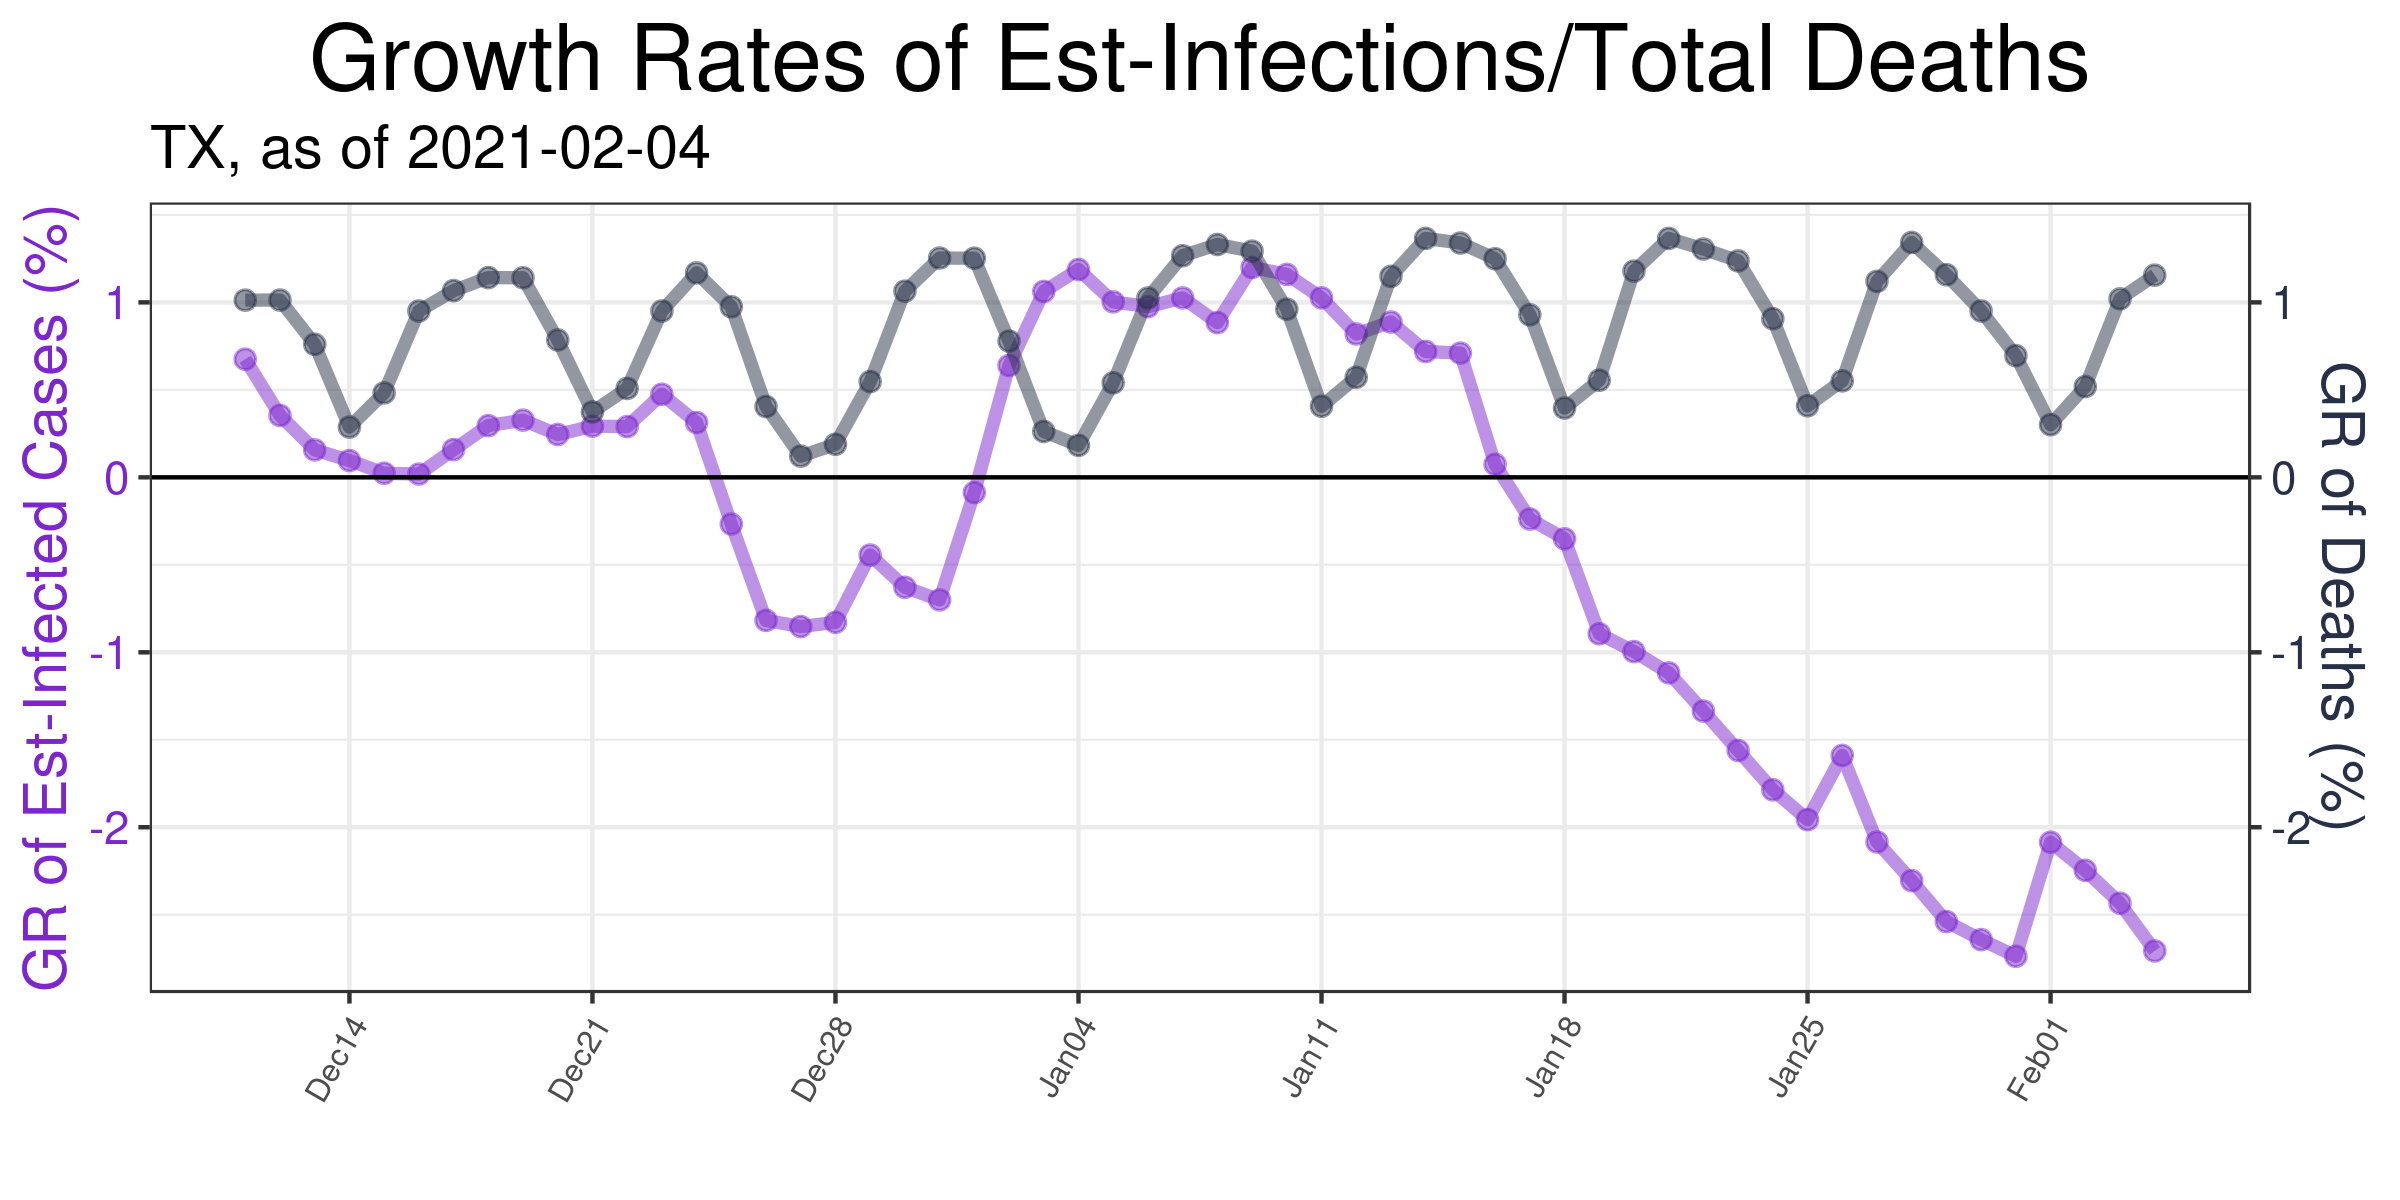 Growth Rates of Est-Infections/Total Deaths
TX, as of 2021-02-04
GR of Est-Infected Cases (%)
1
0
-1
-2
1
0
-1
-2
GR of Deaths (%)
Dec14
Dec21
Dec28
Jan04
Jan11
Jan18
Jan25
Feb01